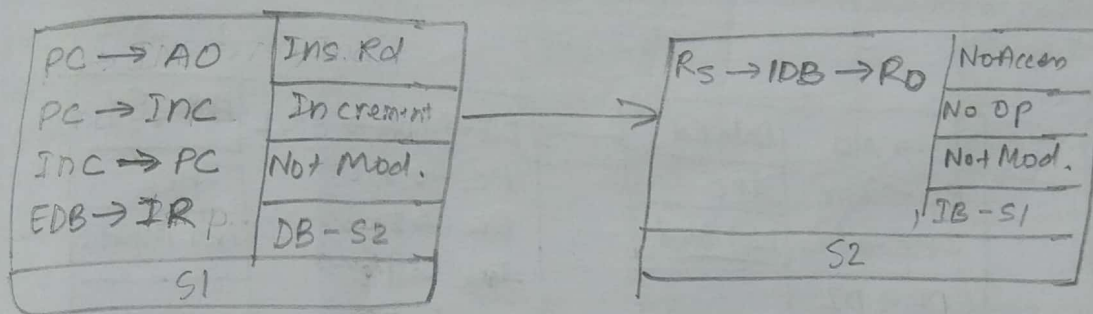 PC → AO
PC → INC
INC → PC
EDB → IR
Ins. Rd
Increment
Not Mod.
DB - S2
S1
RS → IDB → RD
NoAccess
No Op
Not Mod.
IB - S1
S2